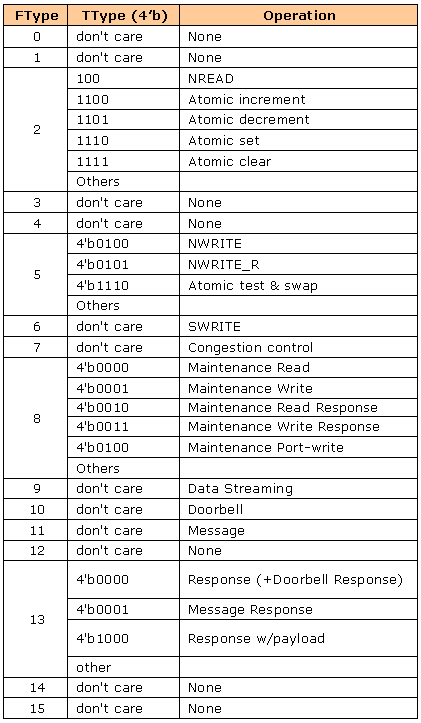 FType TType (4'b) Operation
0 don't care None
1 don't care None
2
100 NREAD
1100 Atomic increment
1101 Atomic decrement
1110 Atomic set
1111 Atomic clear
Others
3 don't care None
4 don't care None
5
4'b0100 NWRITE
4'b0101 NWRITE_R
4'b1110 Atomic test & swap
Others
6 don't care SWRITE
7 don't care Congestion control
8
4'b0000 Maintenance Read
4'b0001 Maintenance Write
4'b0010 Maintenance Read Response
4'b0011 Maintenance Write Response
4'b0100 Maintenance Port-write
Others
9 don't care Data Streaming
10 don't care Doorbell
11 don't care Message
12 don't care None
13
4'b0000 Response (+Doorbell Response)
4'b0001 Message Response
4'b1000 Response w/payload
other
14 don't care None
15 don't care None